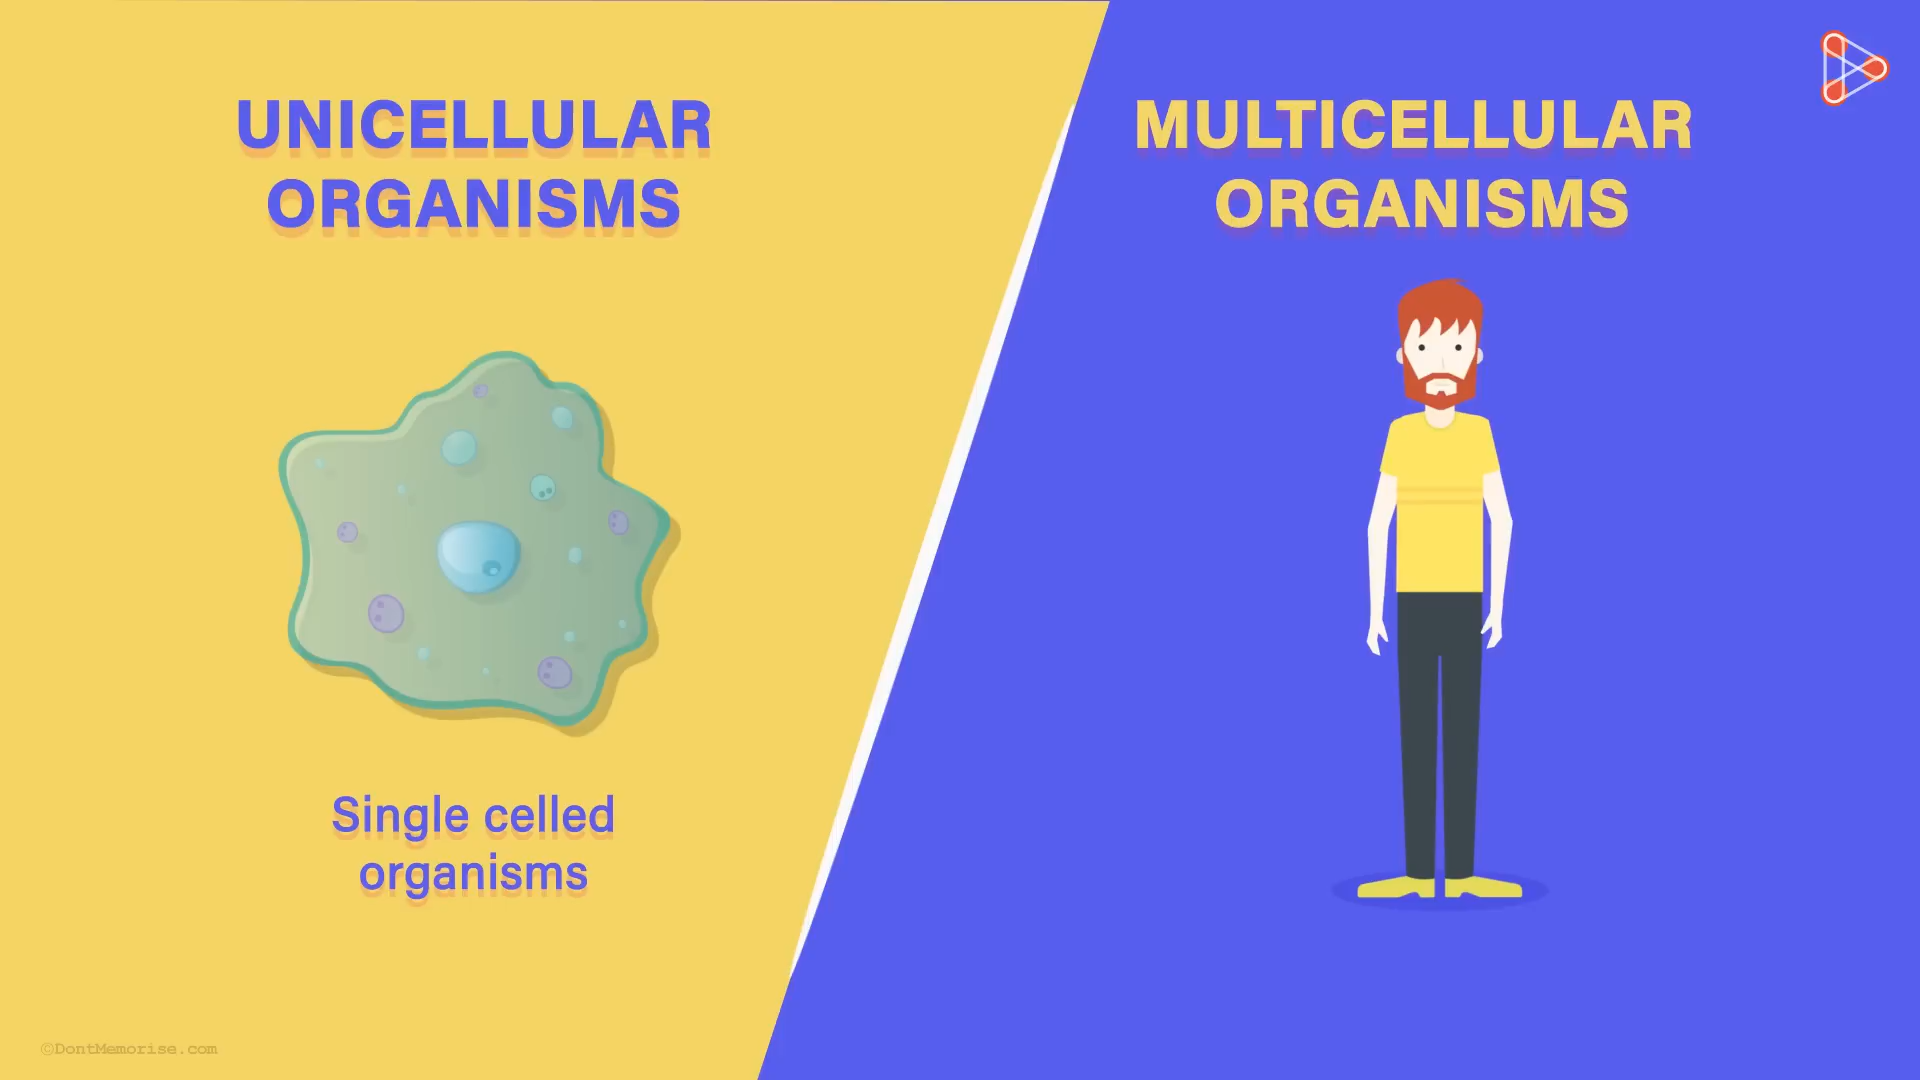 UNICELLULAR
ORGANISMS
MULTICELLULAR
ORGANISMS
Single celled
organisms
©DontMemorise.com